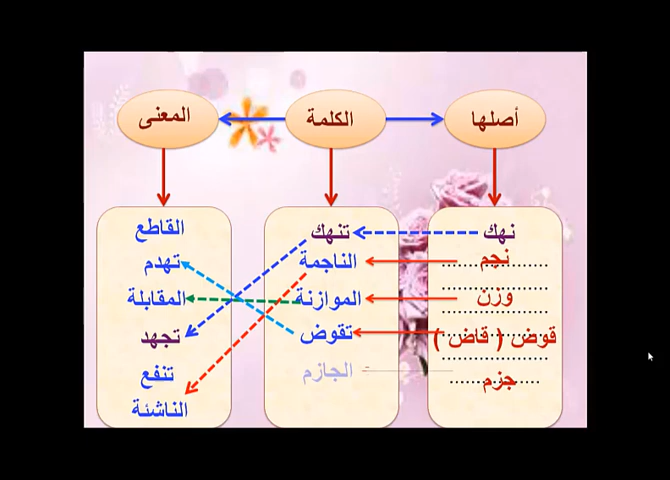 أصلها الكلمة المعنى
نهك تنهك القاطع
نجم الناجمة تهدم
وزن الموازنة المقابلة
قوض ( قاض ) تقوض تجهد
جزم الجازم تنفع
الناشئة